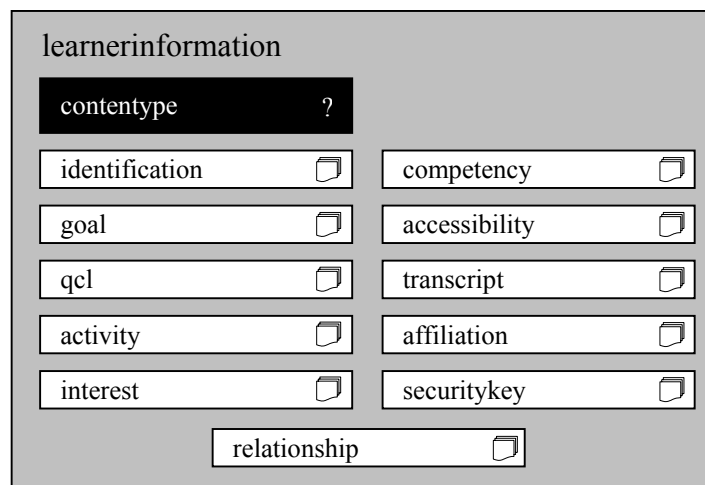 learnerinformation
contentype ?
identification
competency
goal
accessibility
qcl
transcript
activity
affiliation
interest
securitykey
relationship